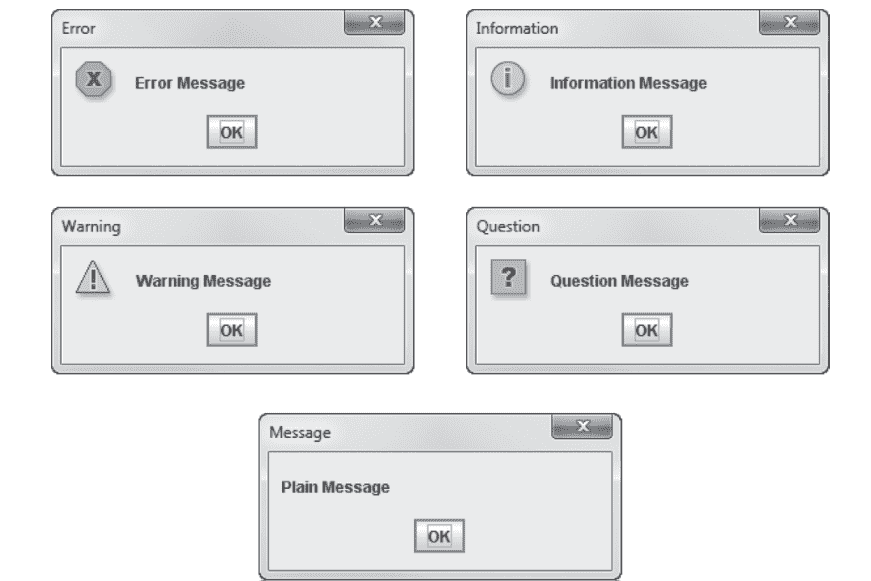 Error
X
Error Message
OK
Information
X
i
Information Message
OK
Warning
X
!
Warning Message
OK
Question
X
?
Question Message
OK
Message
X
Plain Message
OK